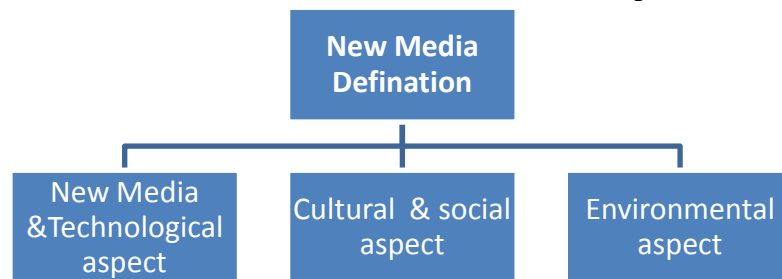 New Media
Defination
New Media
&Technological
aspect
Cultural & social
aspect
Environmental
aspect